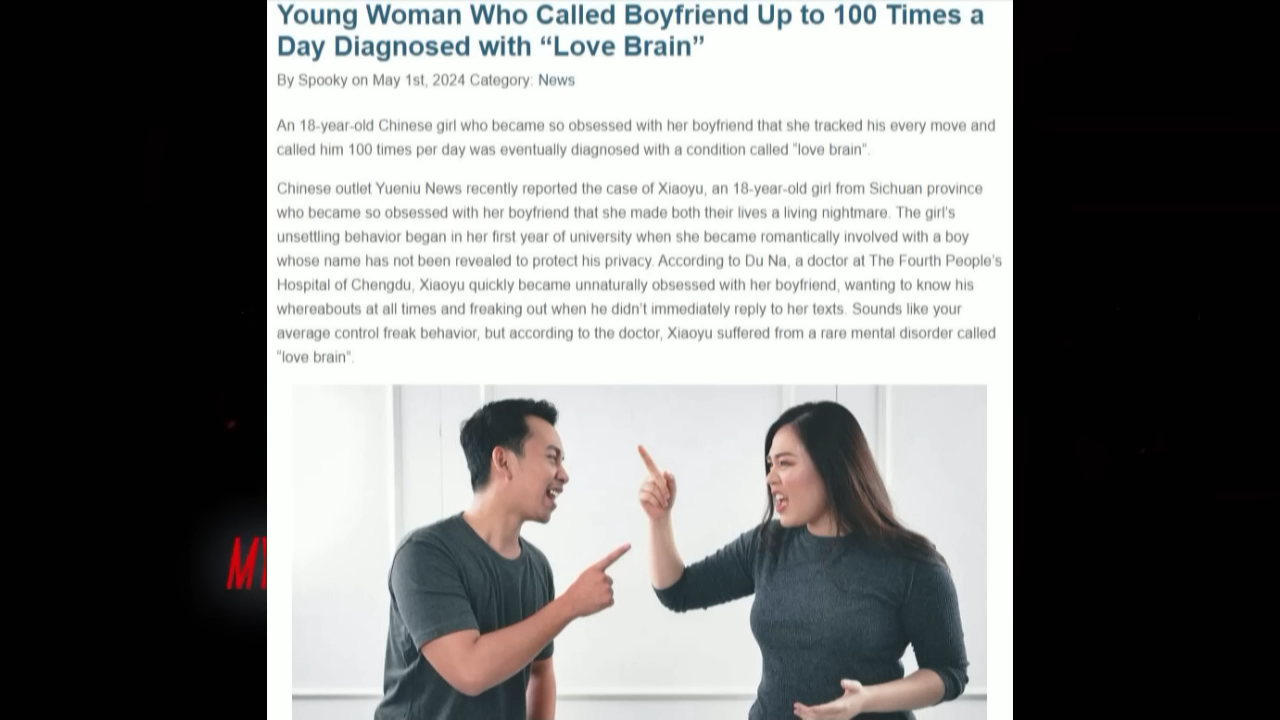 Young Woman Who Called Boyfriend Up to 100 Times a
Day Diagnosed with “Love Brain”
By Spooky on May 1st, 2024 Category: News
An 18-year-old Chinese girl who became so obsessed with her boyfriend that she tracked his every move and
called him 100 times per day was eventually diagnosed with a condition called “love brain”.
Chinese outlet Yueniu News recently reported the case of Xiaoyu, an 18-year-old girl from Sichuan province
who became so obsessed with her boyfriend that she made both their lives a living nightmare. The girl’s
unsettling behavior began in her first year of university when she became romantically involved with a boy
whose name has not been revealed to protect his privacy. According to Du Na, a doctor at The Fourth People’s
Hospital of Chengdu, Xiaoyu quickly became unnaturally obsessed with her boyfriend, wanting to know his
whereabouts at all times and freaking out when he didn’t immediately reply to her texts. Sounds like your
average control freak behavior, but according to the doctor, Xiaoyu suffered from a rare mental disorder called
“love brain”.
MY